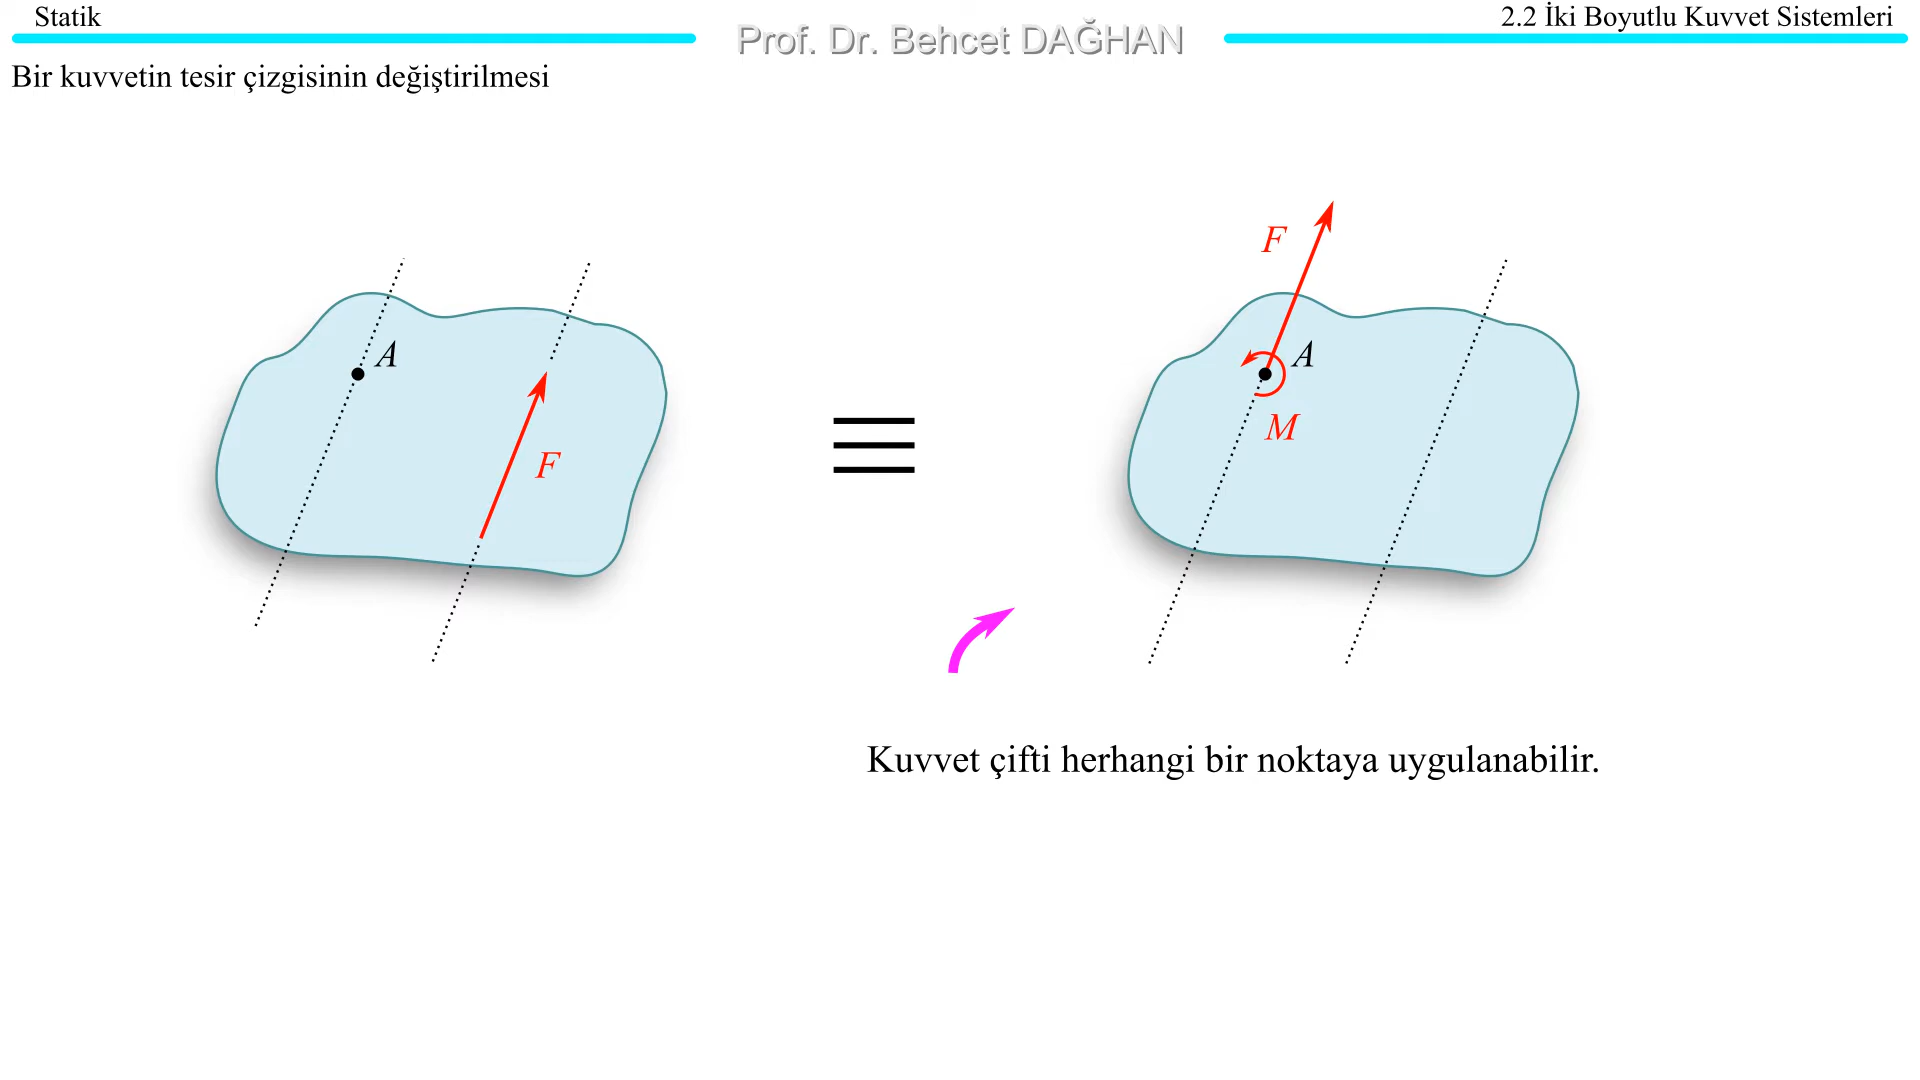 Statik
Prof. Dr. Behcet DAĞHAN
2.2 İki Boyutlu Kuvvet Sistemleri
Bir kuvvetin tesir çizgisinin değiştirilmesi
A
F
F
A
M
Kuvvet çifti herhangi bir noktaya uygulanabilir.